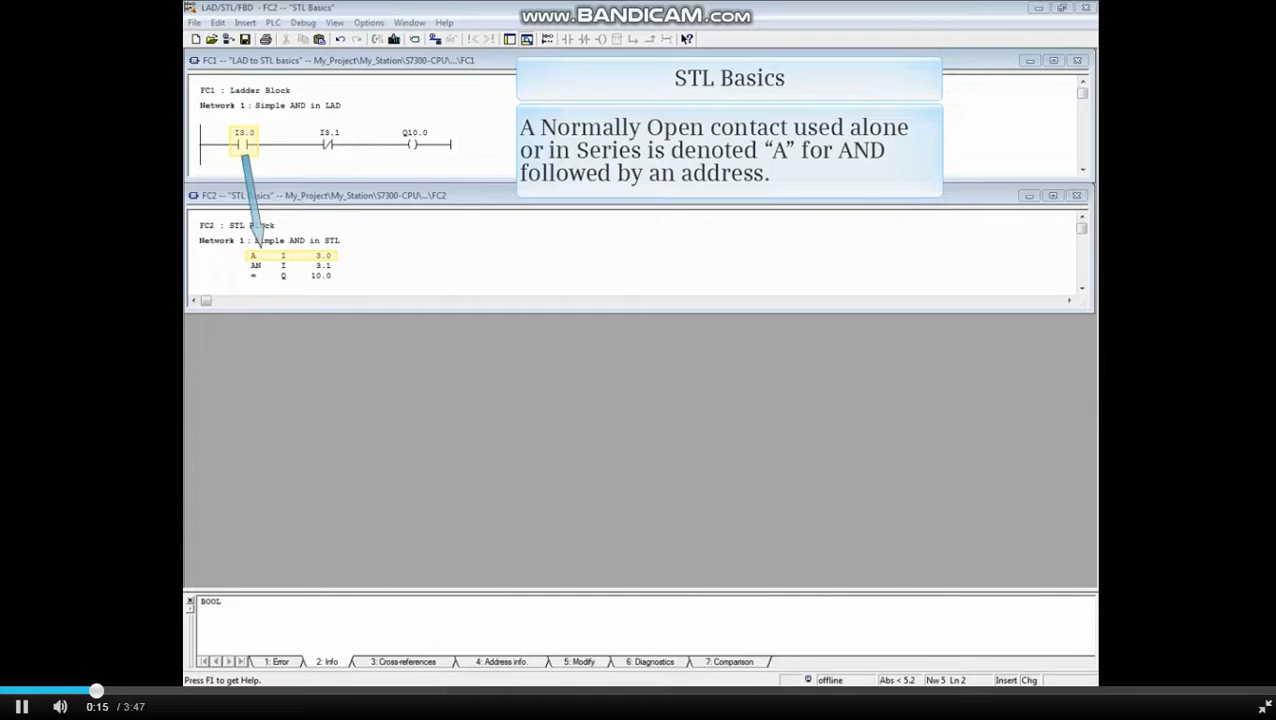 LAD/STL/FBD - FC2 -- "STL Basics"
www.BANDICAM.com
File Edit Insert PLC Debug View Options Window Help
FC1 -- "LAD to STL basics" -- My_Project\My_Station\S7300-CPU\...\FC1
FC1 : Ladder Block
Network 1 : Simple AND in LAD
I3.0 I3.1 Q10.0
STL Basics
A Normally Open contact used alone
or in Series is denoted “A” for AND
followed by an address.
FC2 -- "STL Basics" -- My_Project\My_Station\S7300-CPU\...\FC2
FC2 : STL Block
Network 1 : Simple AND in STL
A I 3.0
AN I 3.1
= Q 10.0
BOOL
1: Error 2: Info 3: Cross-references 4: Address info. 5: Modify 6: Diagnostics 7: Comparison
Press F1 to get Help.
offline Abs < 5.2 Nw 5 Ln 2 Insert Chg
0:15 / 3:47